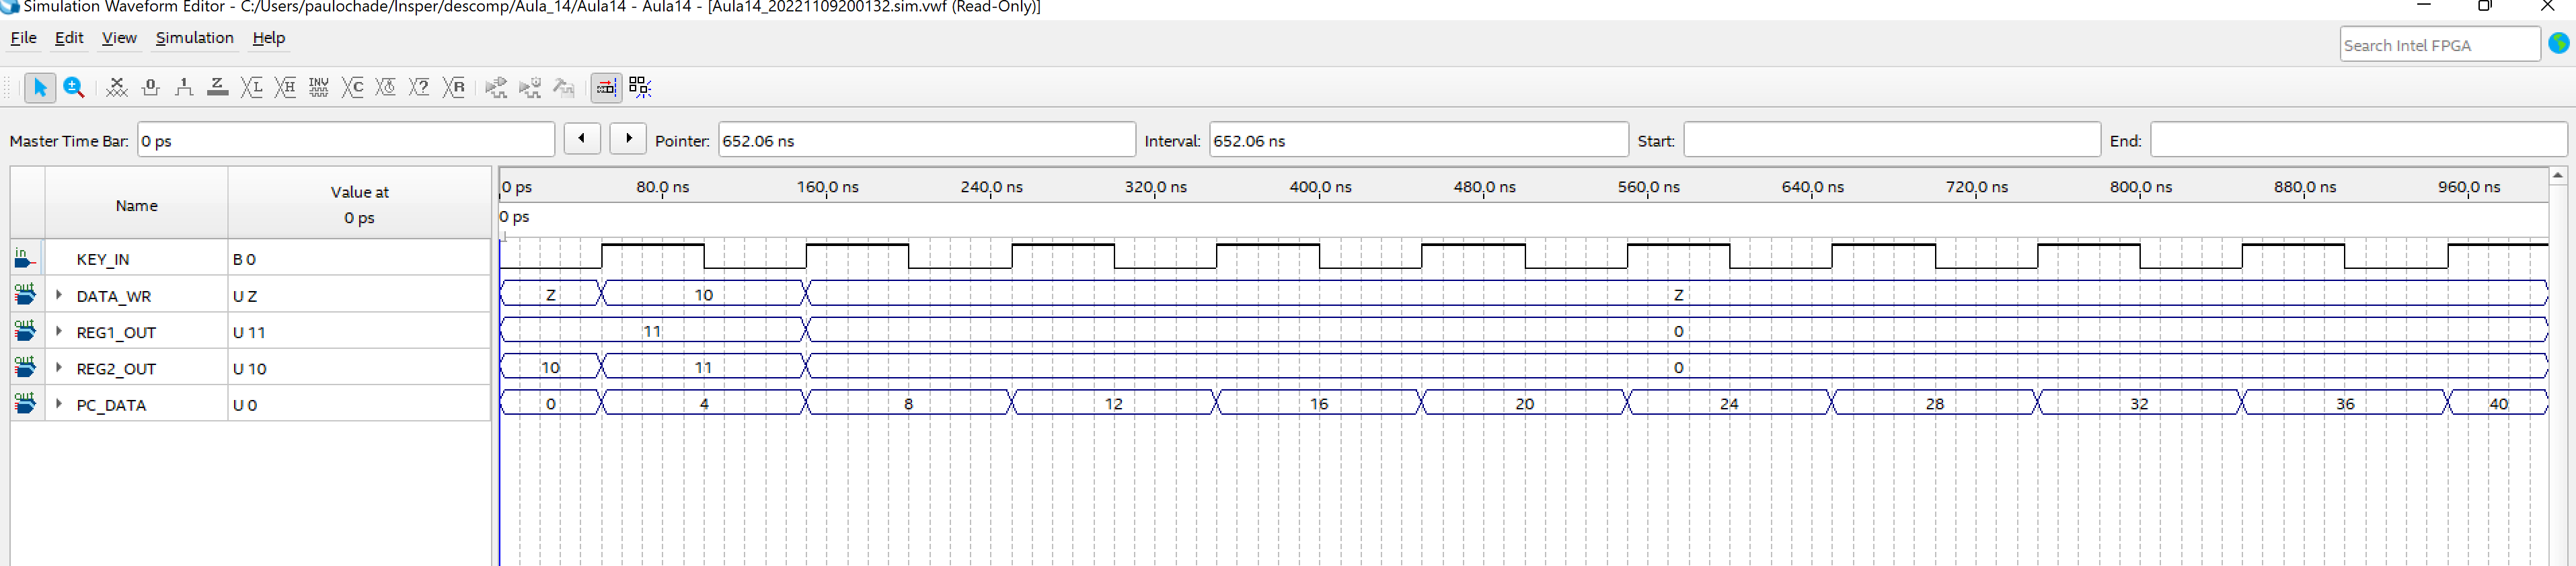 Simulation Waveform Editor - C:/Users/paulochade/Insper/descomp/Aula_14/Aula14 - Aula14 - [Aula14_20221109200132.sim.vwf (Read-Only)]
File Edit View Simulation Help
Search Intel FPGA
Master Time Bar: 0 ps Pointer: 652.06 ns Interval: 652.06 ns Start: End:
Name Value at 0 ps
0 ps 80.0 ns 160.0 ns 240.0 ns 320.0 ns 400.0 ns 480.0 ns 560.0 ns 640.0 ns 720.0 ns 800.0 ns 880.0 ns 960.0 ns
0 ps
in KEY_IN B 0
out DATA_WR U Z Z 10 Z
out REG1_OUT U 11 11 0
out REG2_OUT U 10 10 11 0
out PC_DATA U 0 0 4 8 12 16 20 24 28 32 36 40